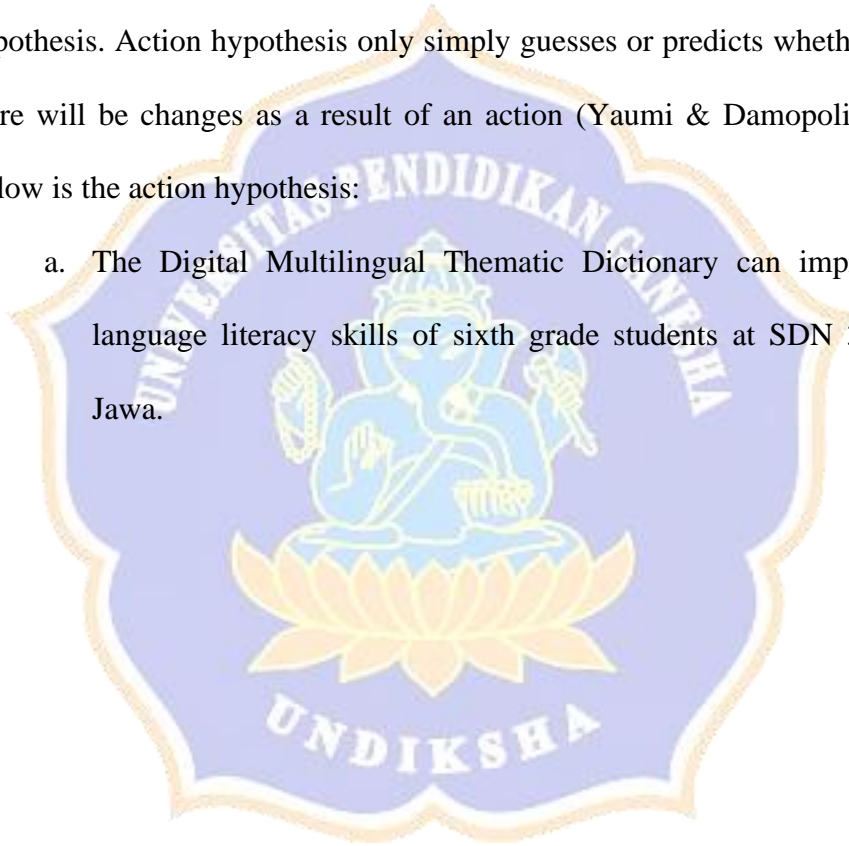 pothesis. Action hypothesis only simply guesses or predicts wheth
re will be changes as a result of an action (Yaumi & Damopoli
low is the action hypothesis:
a. The Digital Multilingual Thematic Dictionary can imp
language literacy skills of sixth grade students at SDN
Jawa.
UNIVERSITAS PENDIDIKAN GANESHA
UNDIKSHA